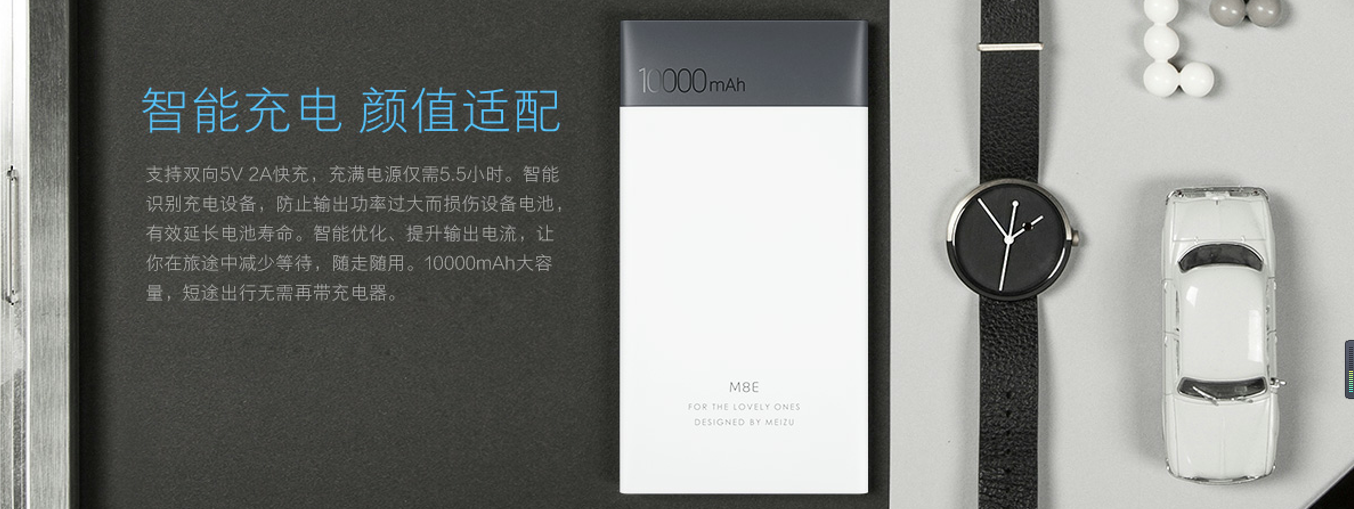 智能充电 颜值适配
支持双向5V 2A快充，充满电源仅需5.5小时。智能
识别充电设备，防止输出功率过大而损伤设备电池，
有效延长电池寿命。智能优化、提升输出电流，让
你在旅途中减少等待，随走随用。10000mAh大容
量，短途出行无需再带充电器。
10000mAh
M8E
FOR THE LOVELY ONES
DESIGNED BY MEIZU